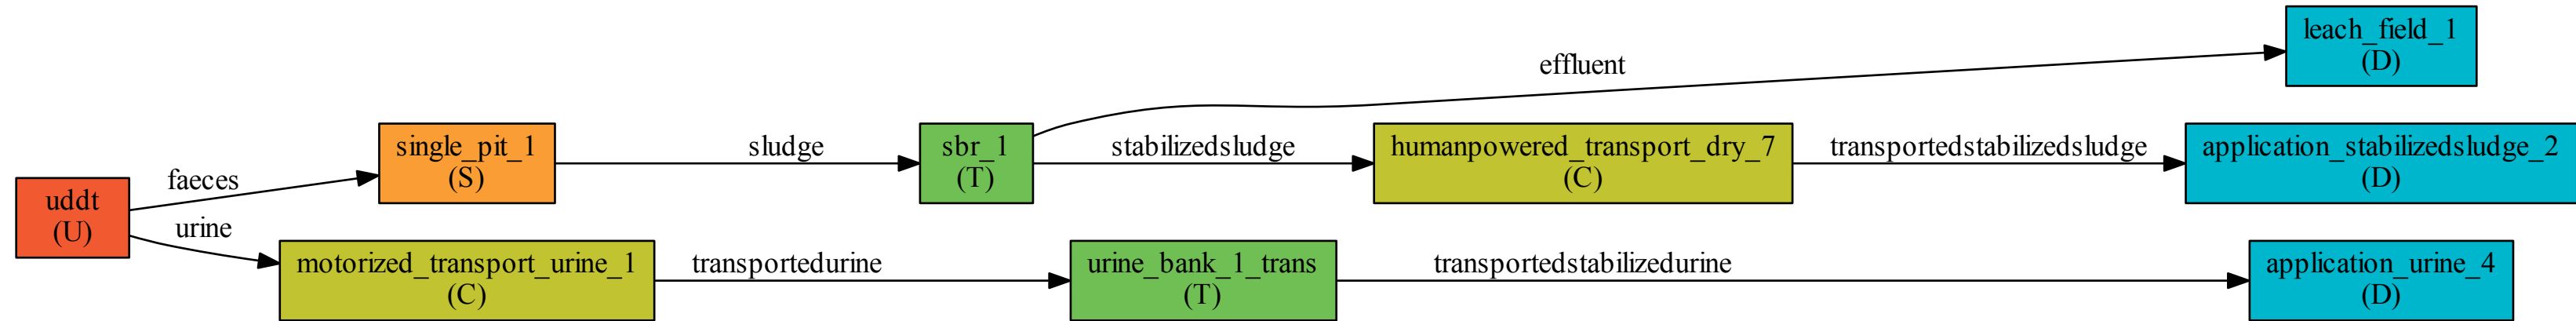 leach_field_1
(D)
effluent
single_pit_1
(S)
sludge
sbr_1
(T)
stabilizedsludge
humanpowered_transport_dry_7
(C)
transportedstabilizedsludge
application_stabilizedsludge_2
(D)
faeces
uddt
(U)
urine
motorized_transport_urine_1
(C)
transportedurine
urine_bank_1_trans
(T)
transportedstabilizedurine
application_urine_4
(D)